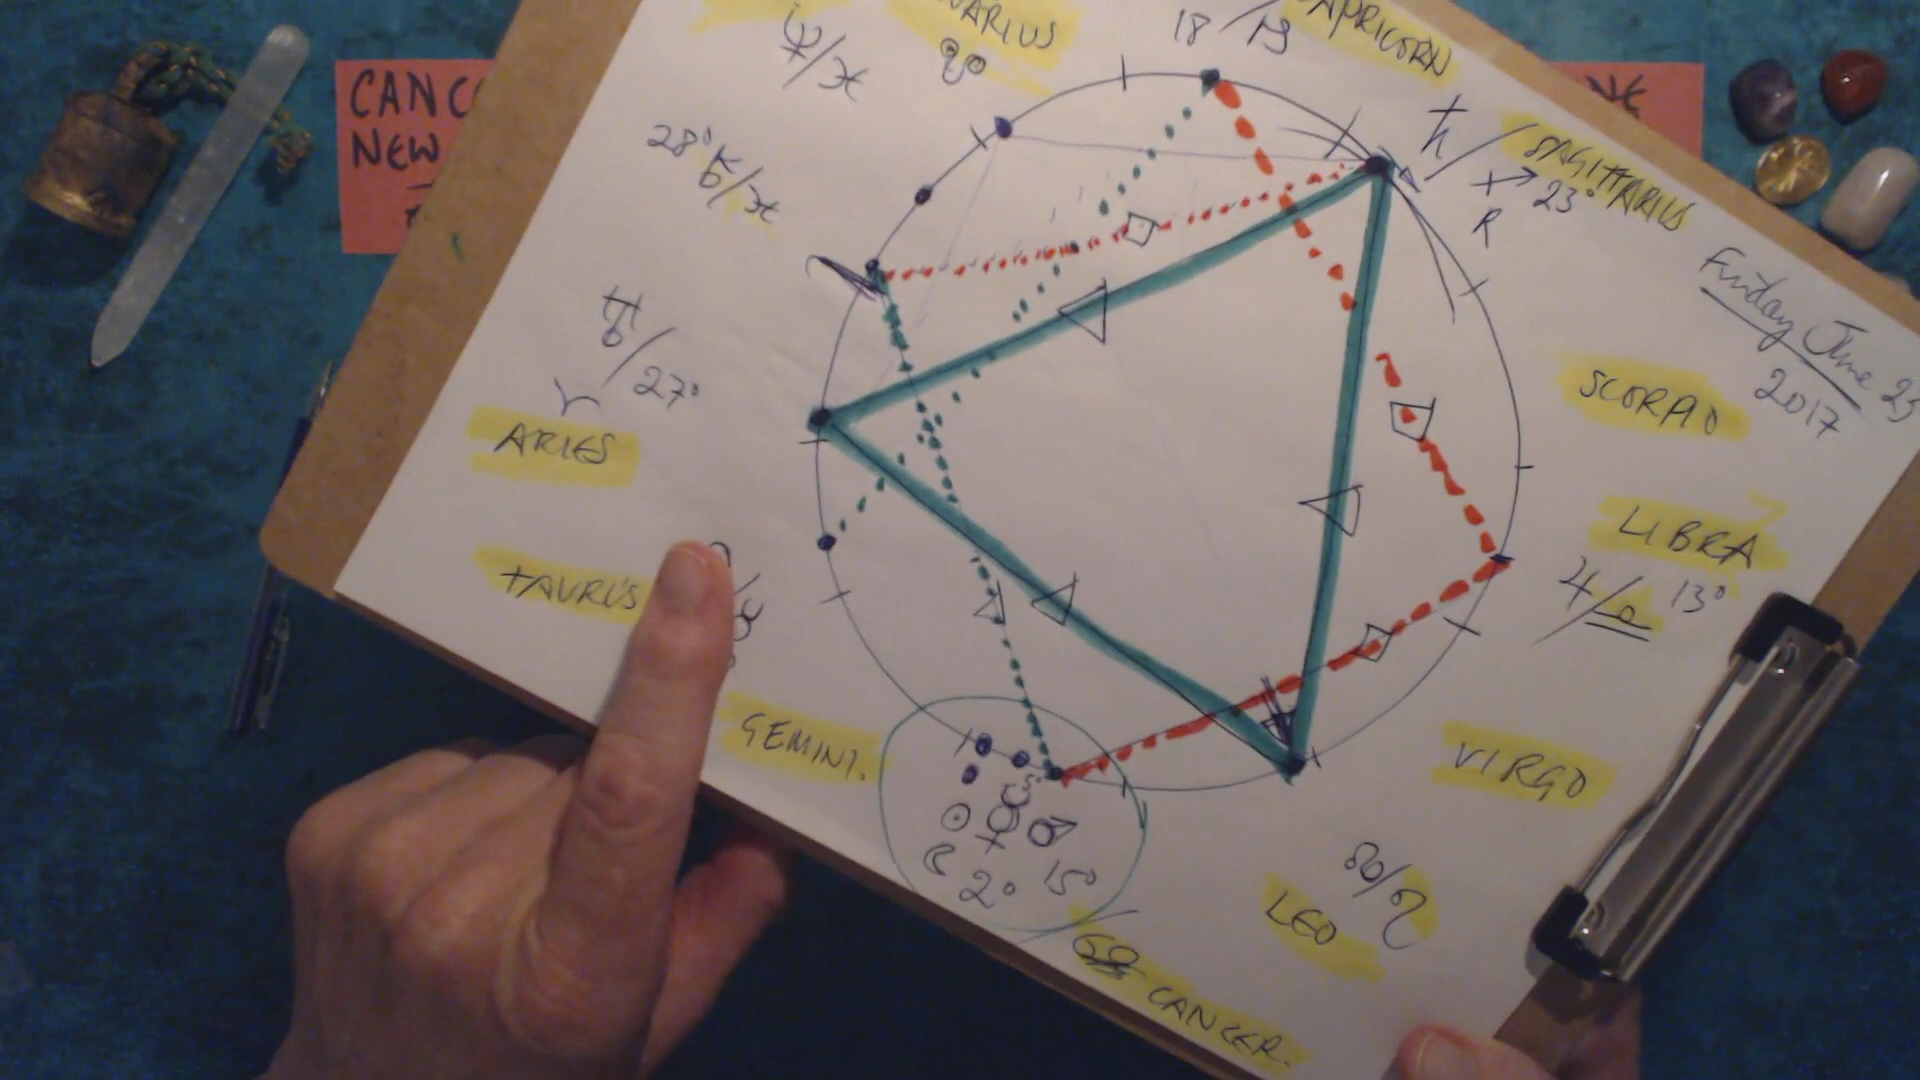 CANC
NEW
ARIUS
18
CAPRICORN
28°
SAGITTARIUS
23°
R
Friday June 23
2017
27°
ARIES
SCORPIO
TAURUS
LIBRA
13°
GEMINI.
VIRGO
2° 15°
LEO
CANCER.